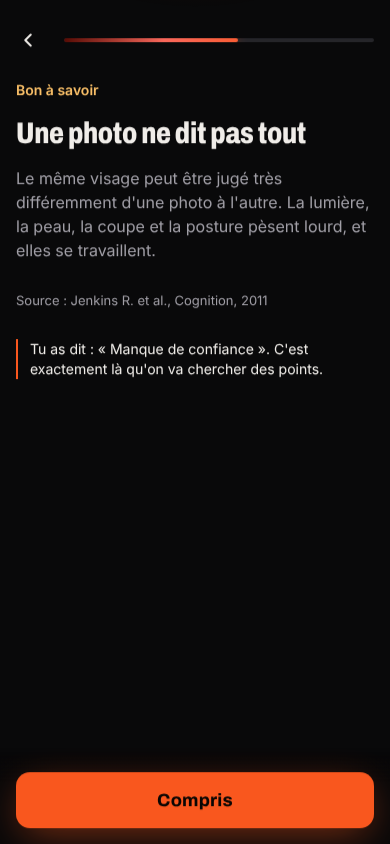 Bon à savoir
Une photo ne dit pas tout
Le même visage peut être jugé très
différemment d'une photo à l'autre. La lumière,
la peau, la coupe et la posture pèsent lourd, et
elles se travaillent.
Source : Jenkins R. et al., Cognition, 2011
Tu as dit : « Manque de confiance ». C'est
exactement là qu'on va chercher des points.
Compris